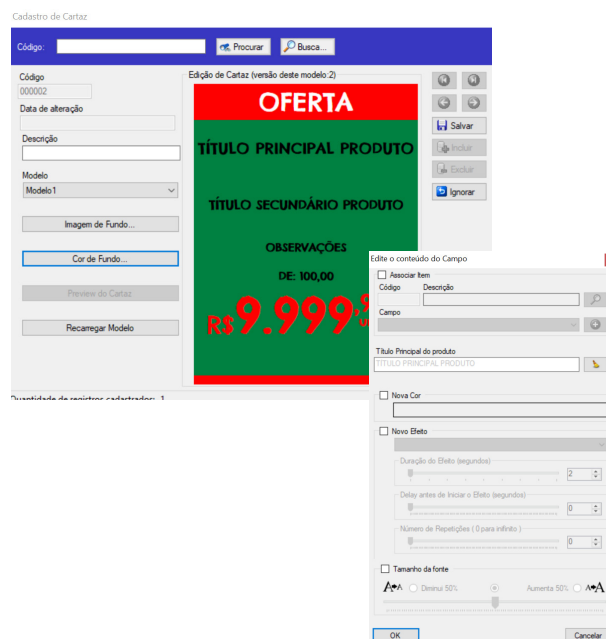 Cadastro de Cartaz
Código:
Procurar
Busca...
Código
000002
Data de alteração
Descrição
Modelo
Modelo1
Imagem de Fundo...
Cor de Fundo...
Preview do Cartaz
Recarregar Modelo
Edição de Cartaz (versão deste modelo:2)
OFERTA
TÍTULO PRINCIPAL PRODUTO
TÍTULO SECUNDÁRIO PRODUTO
OBSERVAÇÕES
DE: 100,00
R$9.999,9
Salvar
Incluir
Excluir
Ignorar
Quantidade de registros cadastrados: 1
Edite o conteúdo do Campo
Associar Item
Código Descrição
Campo
Título Principal do produto
TÍTULO PRINCIPAL PRODUTO
Nova Cor
Novo Efeito
Duração do Efeito (segundos)
2
Delay antes de Iniciar o Efeito (segundos)
0
Número de Repetições ( 0 para infinito )
0
Tamanho da fonte
A A Diminui 50% Aumenta 50% A A
OK Cancelar